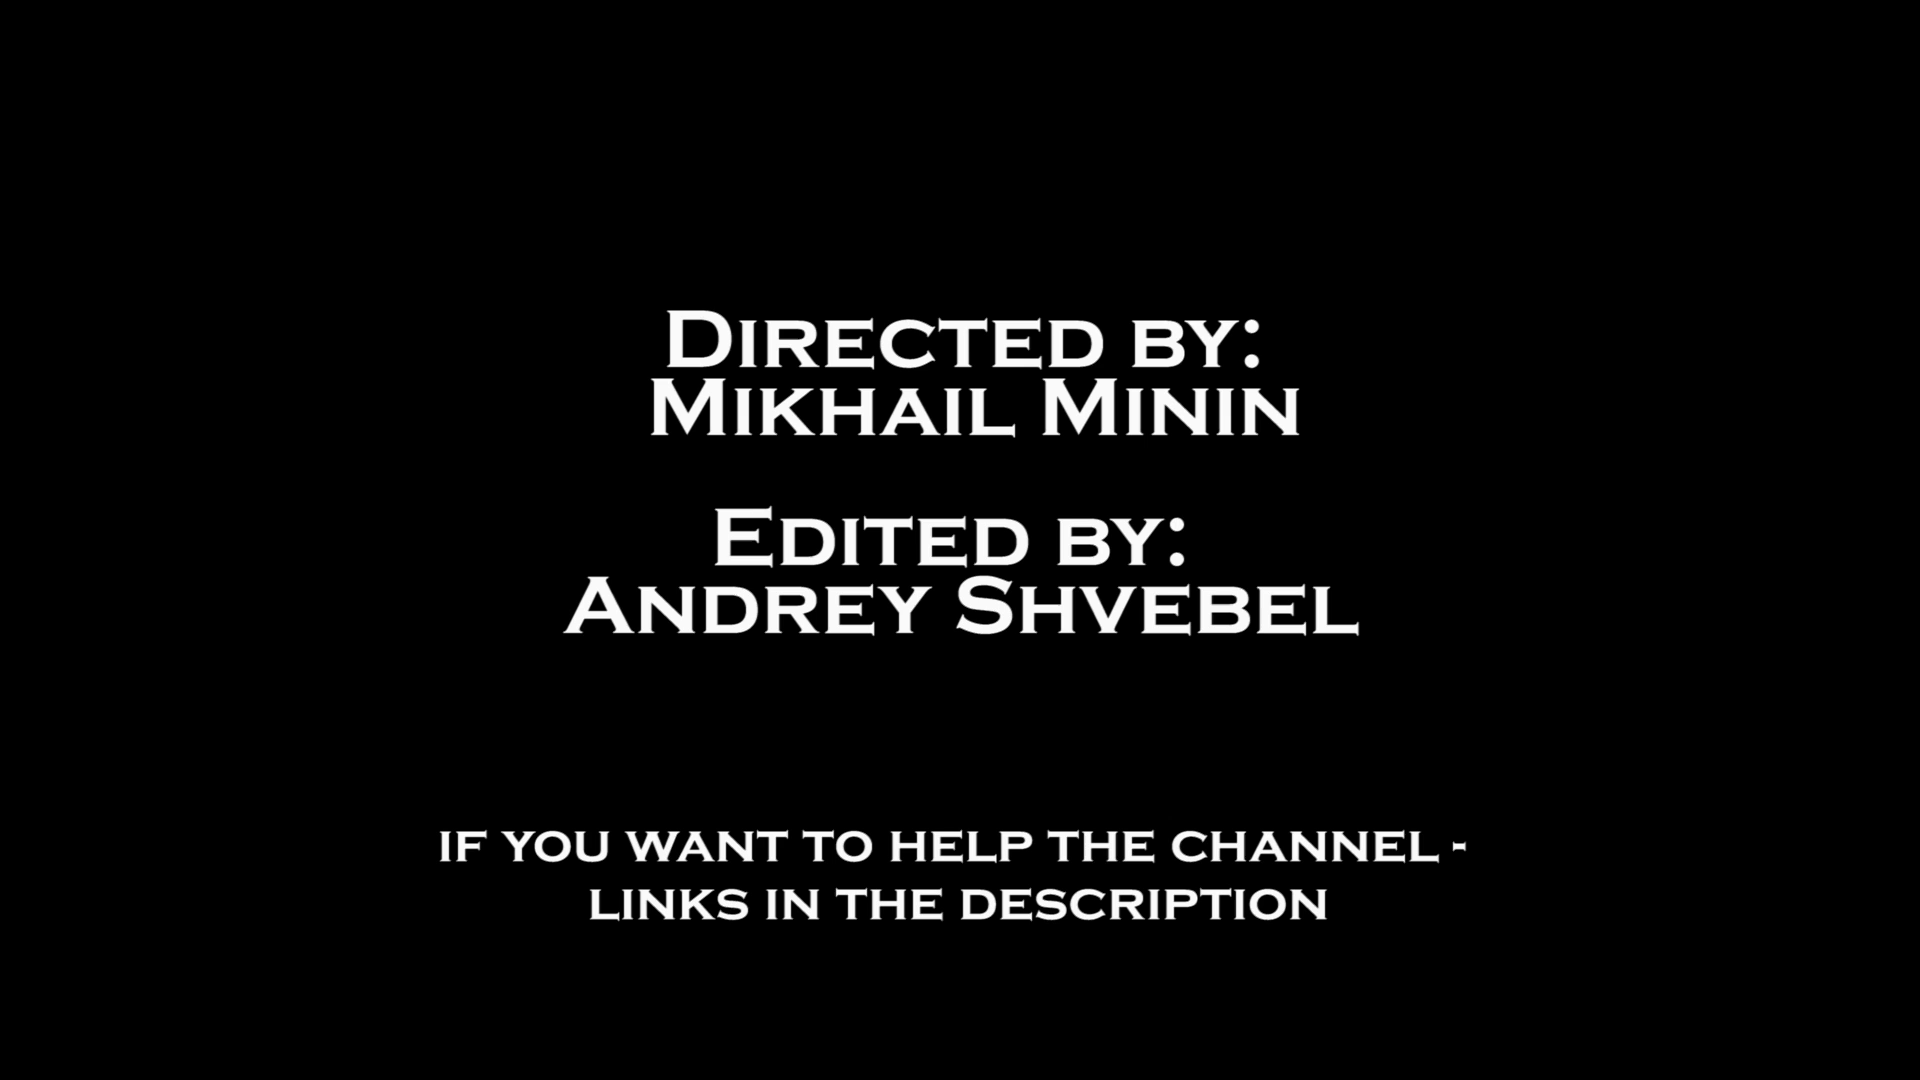 Directed by:
Mikhail Minin
Edited by:
Andrey Shvebel
IF YOU WANT TO HELP THE CHANNEL -
LINKS IN THE DESCRIPTION